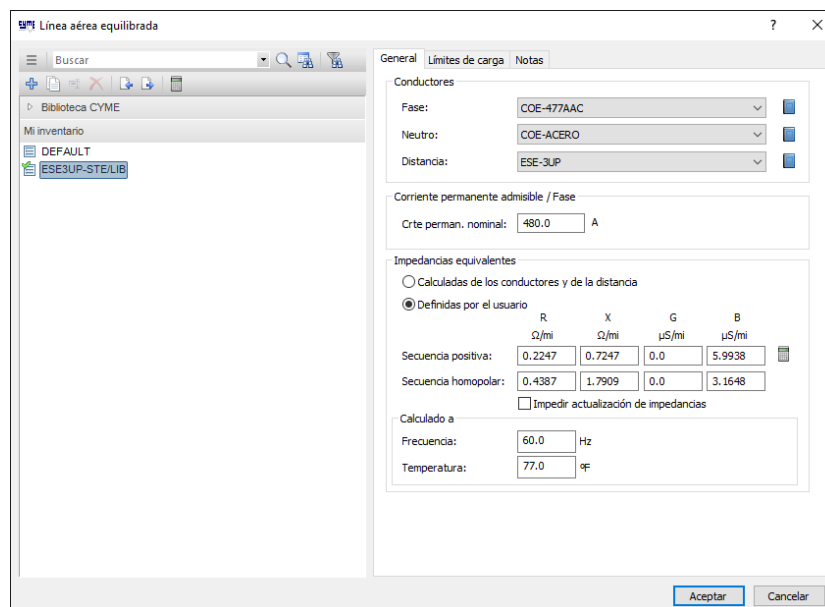 CYME Línea aérea equilibrada
?
Buscar
Biblioteca CYME
Mi inventario
DEFAULT
ESE3UP-STE/LIB
General Límites de carga Notas
Conductores
Fase: COE-477AAC
Neutro: COE-ACERO
Distancia: ESE-3UP
Corriente permanente admisible / Fase
Crte perman. nominal: 480.0 A
Impedancias equivalentes
Calculadas de los conductores y de la distancia
Definidas por el usuario
R X G B
Ω/mi Ω/mi µS/mi µS/mi
Secuencia positiva: 0.2247 0.7247 0.0 5.9938
Secuencia homopolar: 0.4387 1.7909 0.0 3.1648
Impedir actualización de impedancias
Calculado a
Frecuencia: 60.0 Hz
Temperatura: 77.0 ºF
Aceptar Cancelar